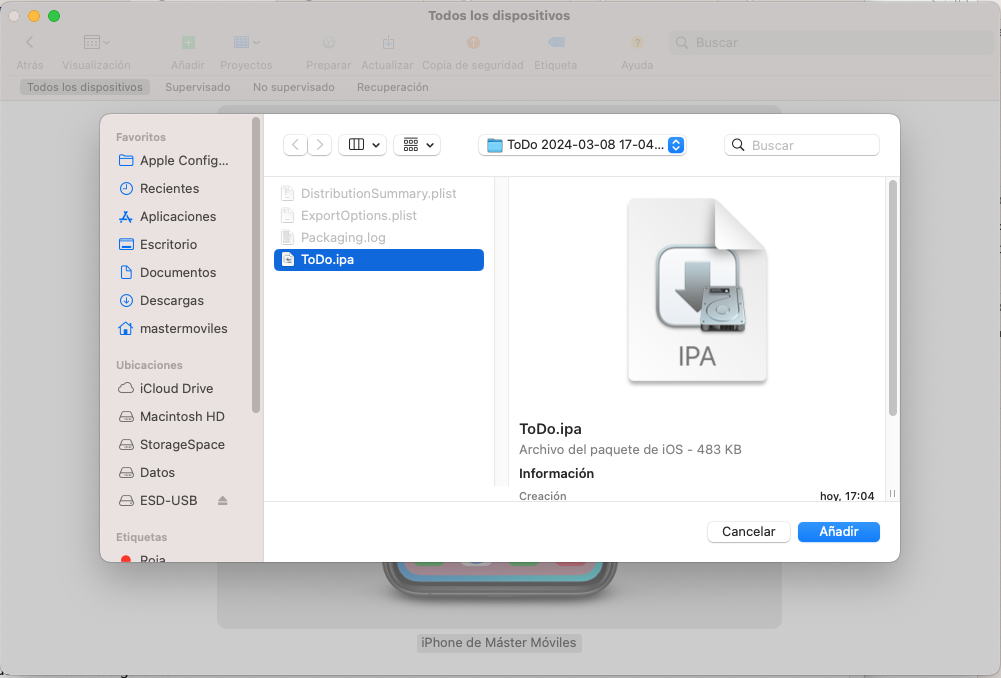 Todos los dispositivos
Atrás Visualización Añadir Proyectos Preparar Actualizar Copia de seguridad Etiqueta Ayuda Buscar
Todos los dispositivos Supervisado No supervisado Recuperación
Favoritos
Apple Config...
Recientes
Aplicaciones
Escritorio
Documentos
Descargas
mastermoviles
Ubicaciones
iCloud Drive
Macintosh HD
StorageSpace
Datos
ESD-USB
Etiquetas
Roja
ToDo 2024-03-08 17-04...
Buscar
DistributionSummary.plist
ExportOptions.plist
Packaging.log
ToDo.ipa
IPA
ToDo.ipa
Archivo del paquete de iOS - 483 KB
Información
Creación hoy, 17:04
Cancelar Añadir
iPhone de Máster Móviles